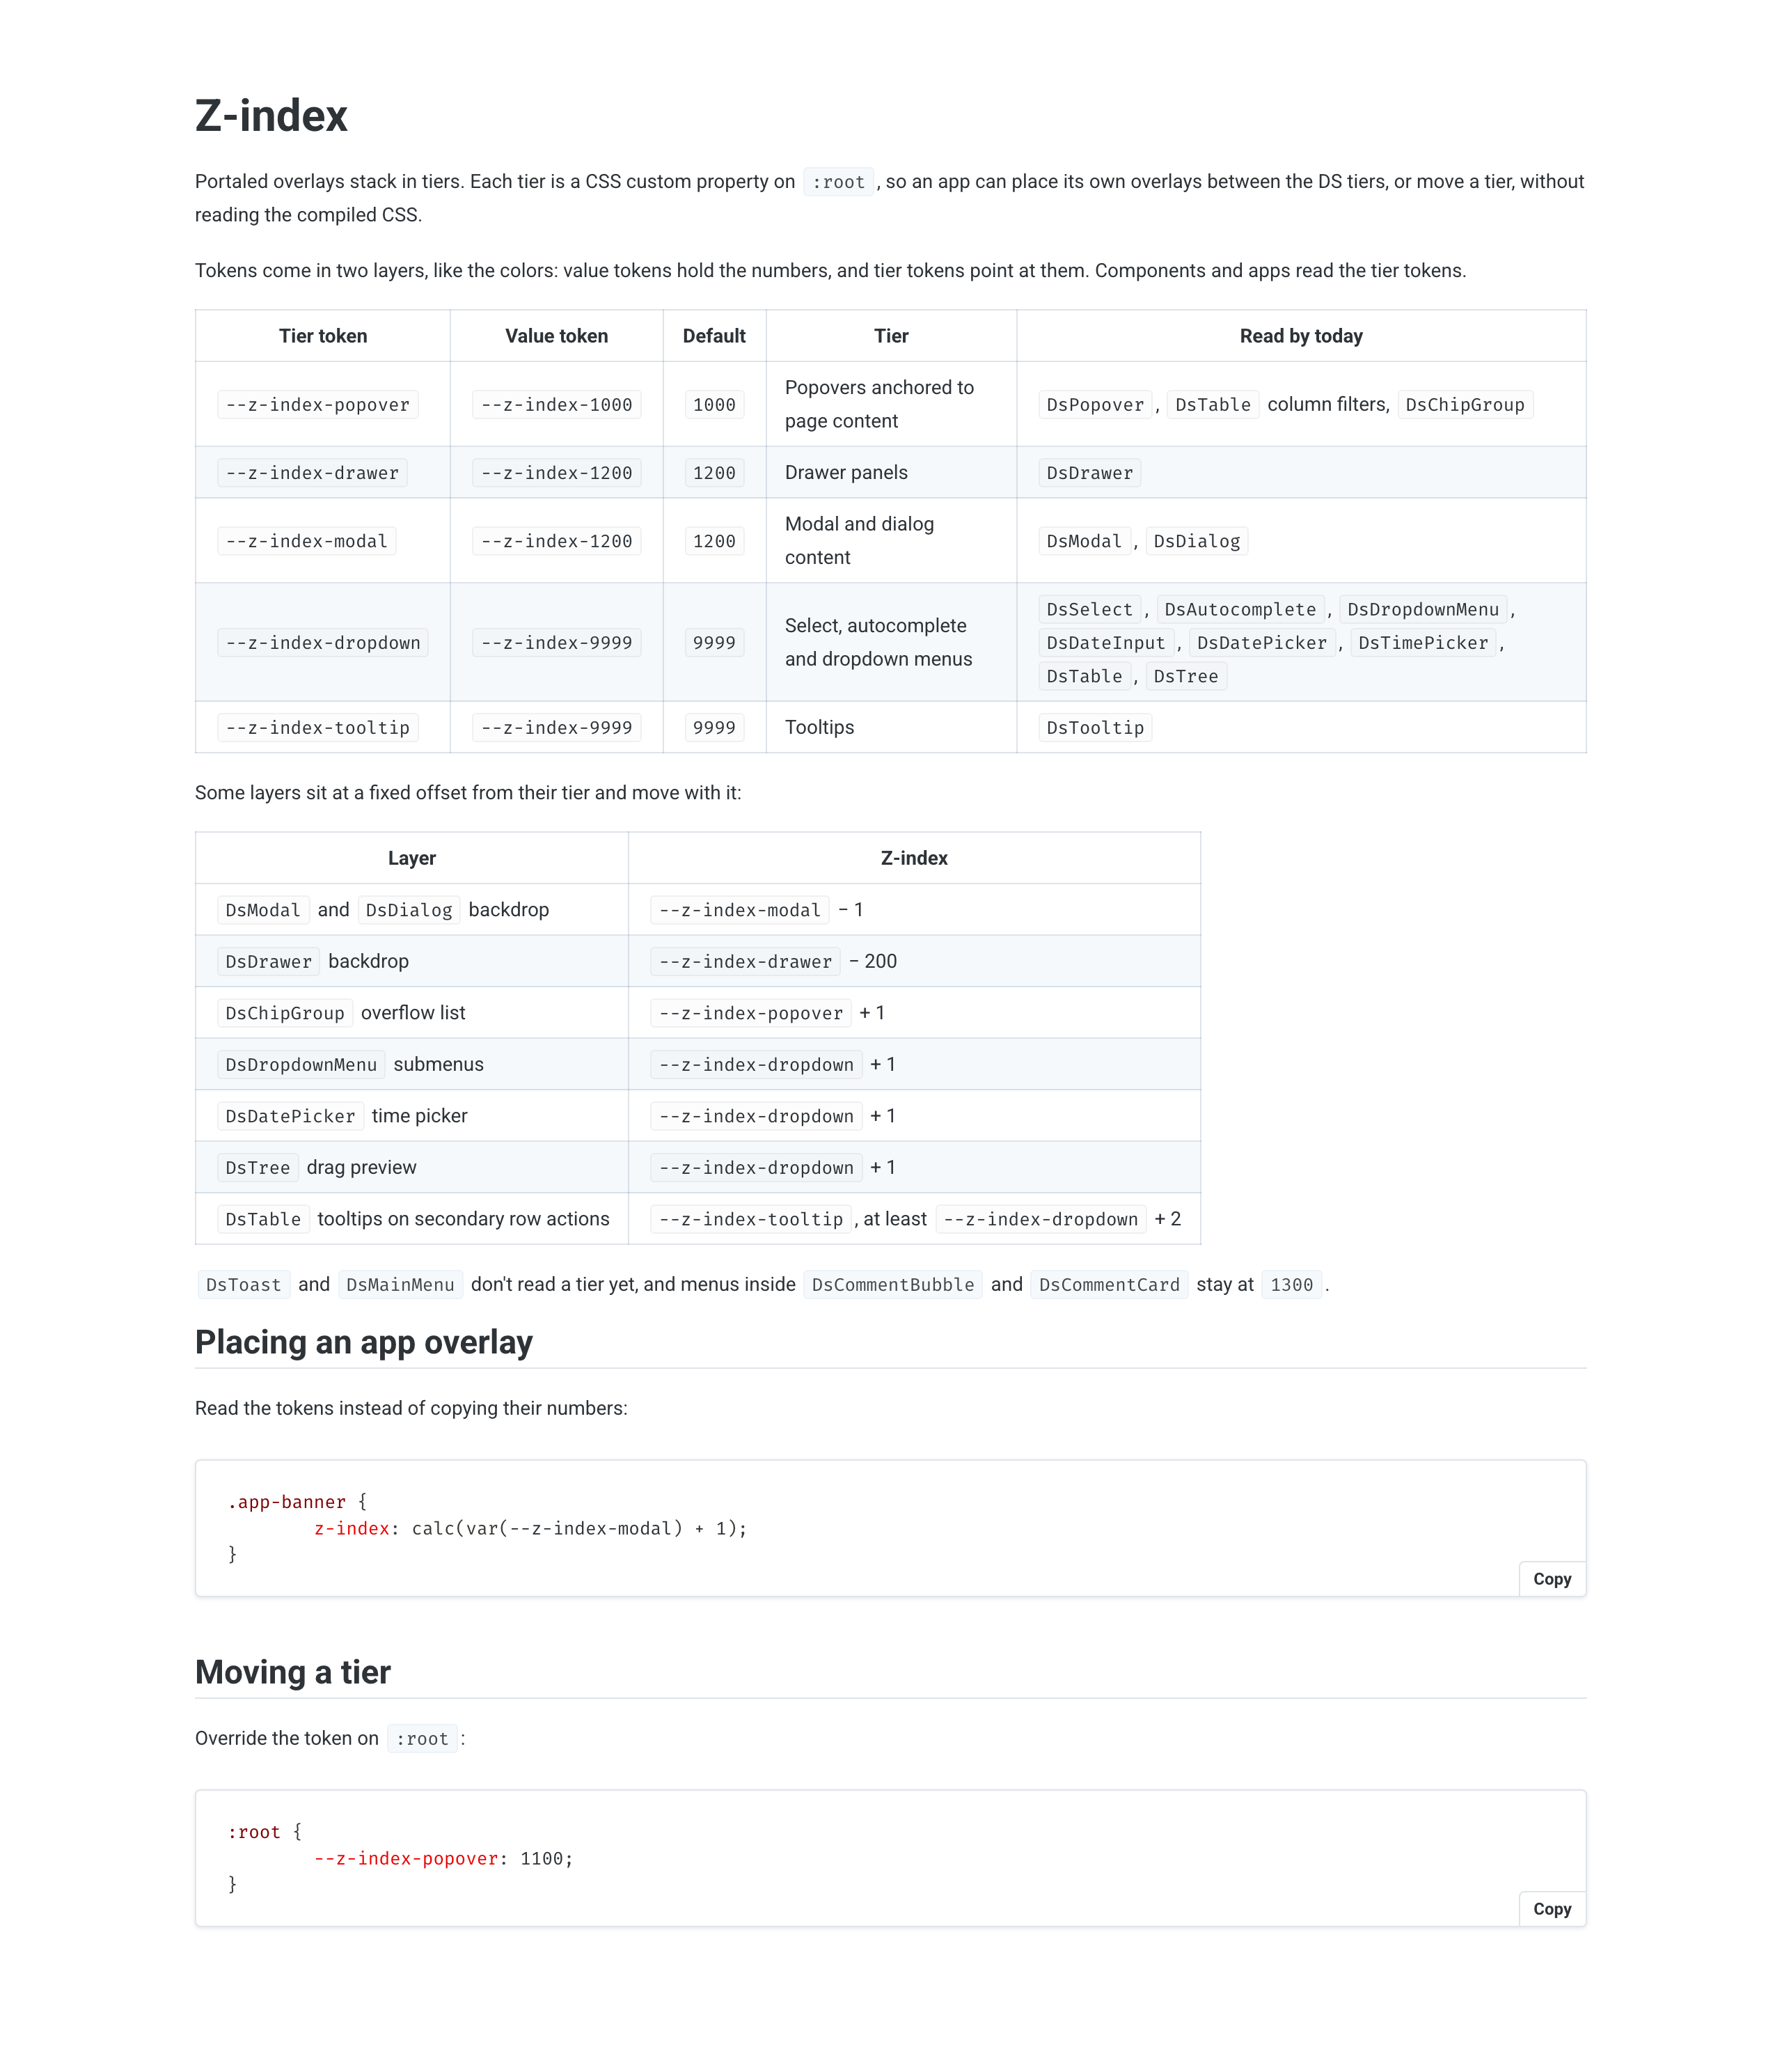 Z-index
Portaled overlays stack in tiers. Each tier is a CSS custom property on :root, so an app can place its own overlays between the DS tiers, or move a tier, without
reading the compiled CSS.
Tokens come in two layers, like the colors: value tokens hold the numbers, and tier tokens point at them. Components and apps read the tier tokens.
Tier token Value token Default Tier Read by today
--z-index-popover --z-index-1000 1000 Popovers anchored to page content DsPopover, DsTable column filters, DsChipGroup
--z-index-drawer --z-index-1200 1200 Drawer panels DsDrawer
--z-index-modal --z-index-1200 1200 Modal and dialog content DsModal, DsDialog
--z-index-dropdown --z-index-9999 9999 Select, autocomplete and dropdown menus DsSelect, DsAutocomplete, DsDropdownMenu, DsDateInput, DsDatePicker, DsTimePicker, DsTable, DsTree
--z-index-tooltip --z-index-9999 9999 Tooltips DsTooltip
Some layers sit at a fixed offset from their tier and move with it:
Layer Z-index
DsModal and DsDialog backdrop --z-index-modal − 1
DsDrawer backdrop --z-index-drawer − 200
DsChipGroup overflow list --z-index-popover + 1
DsDropdownMenu submenus --z-index-dropdown + 1
DsDatePicker time picker --z-index-dropdown + 1
DsTree drag preview --z-index-dropdown + 1
DsTable tooltips on secondary row actions --z-index-tooltip, at least --z-index-dropdown + 2
DsToast and DsMainMenu don't read a tier yet, and menus inside DsCommentBubble and DsCommentCard stay at 1300.
Placing an app overlay
Read the tokens instead of copying their numbers:
.app-banner {
z-index: calc(var(--z-index-modal) + 1);
}
Copy
Moving a tier
Override the token on :root:
:root {
--z-index-popover: 1100;
}
Copy